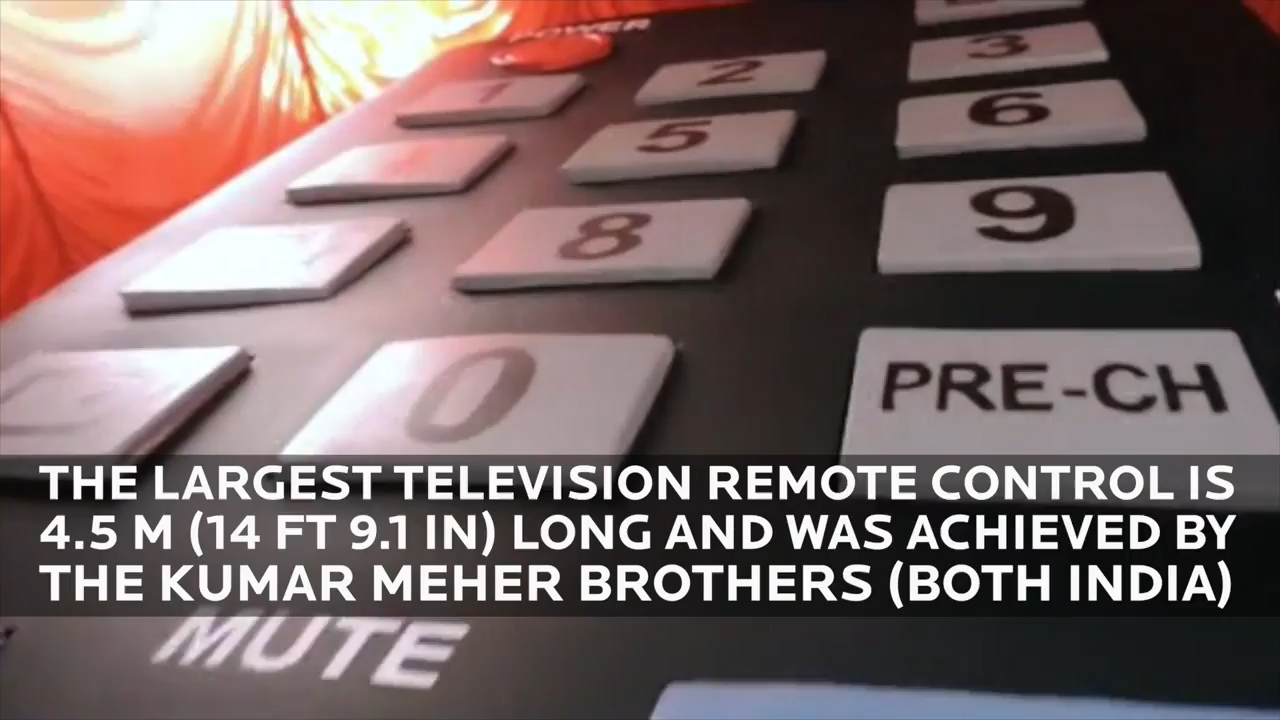 POWER
1 2 3
5 6
8 9
0 PRE-CH
THE LARGEST TELEVISION REMOTE CONTROL IS
4.5 M (14 FT 9.1 IN) LONG AND WAS ACHIEVED BY
THE KUMAR MEHER BROTHERS (BOTH INDIA)
MUTE